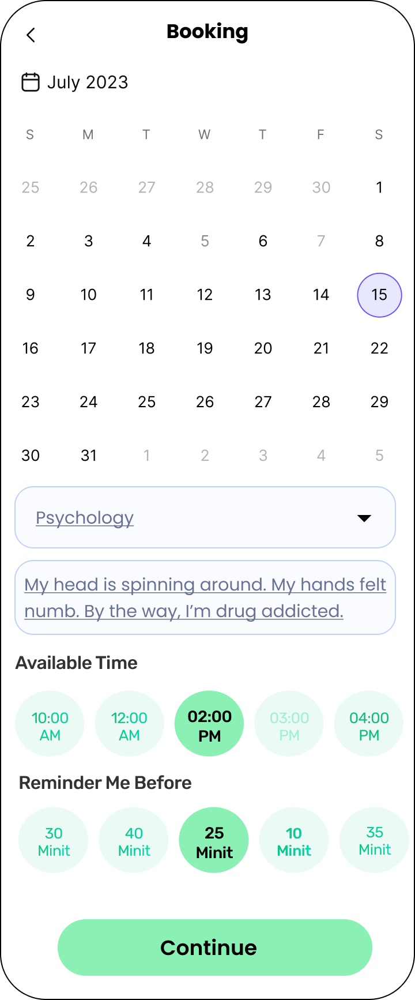 Booking
July 2023
S M T W T F S
25 26 27 28 29 30 1
2 3 4 5 6 7 8
9 10 11 12 13 14 15
16 17 18 19 20 21 22
23 24 25 26 27 28 29
30 31 1 2 3 4 5
Psychology
My head is spinning around. My hands felt
numb. By the way, I’m drug addicted.
Available Time
10:00 12:00 02:00 03:00 04:00
AM AM PM PM PM
Reminder Me Before
30 40 25 10 35
Minit Minit Minit Minit Minit
Continue